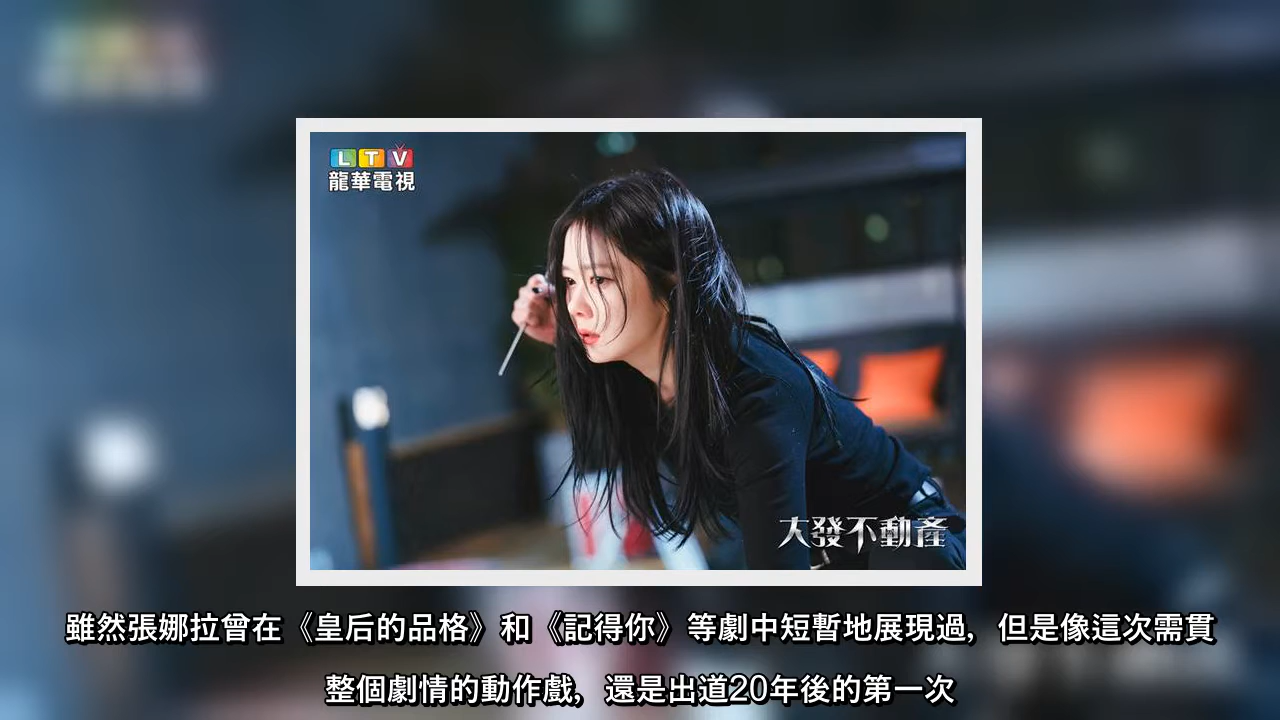 LTV
龍華電視
大發不動產
雖然張娜拉曾在《皇后的品格》和《記得你》等劇中短暫地展現過，但是像這次需貫
整個劇情的動作戲，還是出道20年後的第一次